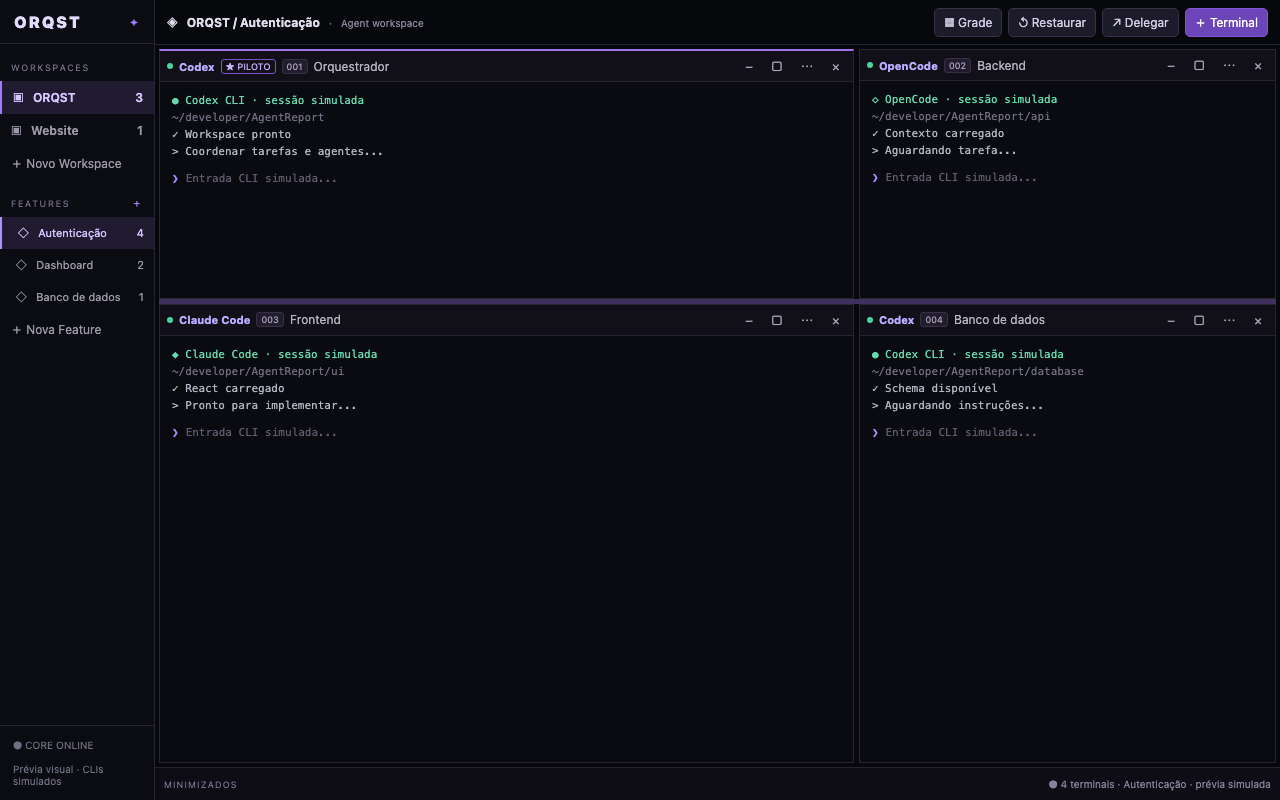 ORQST ✦
WORKSPACES
▣ ORQST 3
▣ Website 1
+ Novo Workspace
FEATURES +
◇ Autenticação 4
◇ Dashboard 2
◇ Banco de dados 1
+ Nova Feature
● CORE ONLINE
Prévia visual · CLIs
simulados
◈ ORQST / Autenticação · Agent workspace
▦ Grade
↺ Restaurar
↗ Delegar
+ Terminal
● Codex ★ PILOTO 001 Orquestrador − □ ··· ×
● Codex CLI · sessão simulada
~/developer/AgentReport
✓ Workspace pronto
> Coordenar tarefas e agentes...
❯ Entrada CLI simulada...
● OpenCode 002 Backend − □ ··· ×
◇ OpenCode · sessão simulada
~/developer/AgentReport/api
✓ Contexto carregado
> Aguardando tarefa...
❯ Entrada CLI simulada...
● Claude Code 003 Frontend − □ ··· ×
◆ Claude Code · sessão simulada
~/developer/AgentReport/ui
✓ React carregado
> Pronto para implementar...
❯ Entrada CLI simulada...
● Codex 004 Banco de dados − □ ··· ×
● Codex CLI · sessão simulada
~/developer/AgentReport/database
✓ Schema disponível
> Aguardando instruções...
❯ Entrada CLI simulada...
MINIMIZADOS
● 4 terminais · Autenticação · prévia simulada